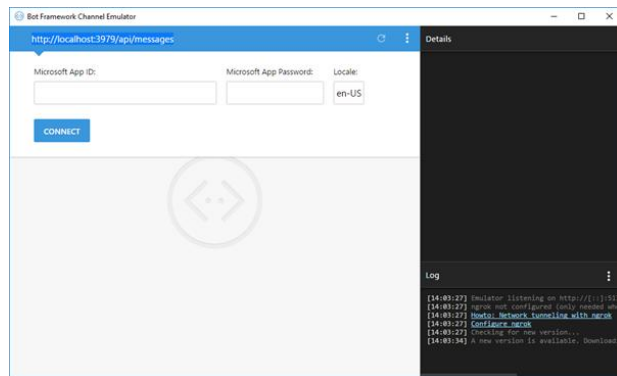 Bot Framework Channel Emulator
http://localhost:3979/api/messages
Details
Microsoft App ID:
Microsoft App Password:
Locale:
en-US
CONNECT
Log
[14:03:27] Emulator listening on http://[::]:51
[14:03:27] ngrok not configured (only needed wh
[14:03:27] Howto: Network tunneling with ngrok
[14:03:27] Configure ngrok
[14:03:27] Checking for new version...
[14:03:34] A new version is available. Download